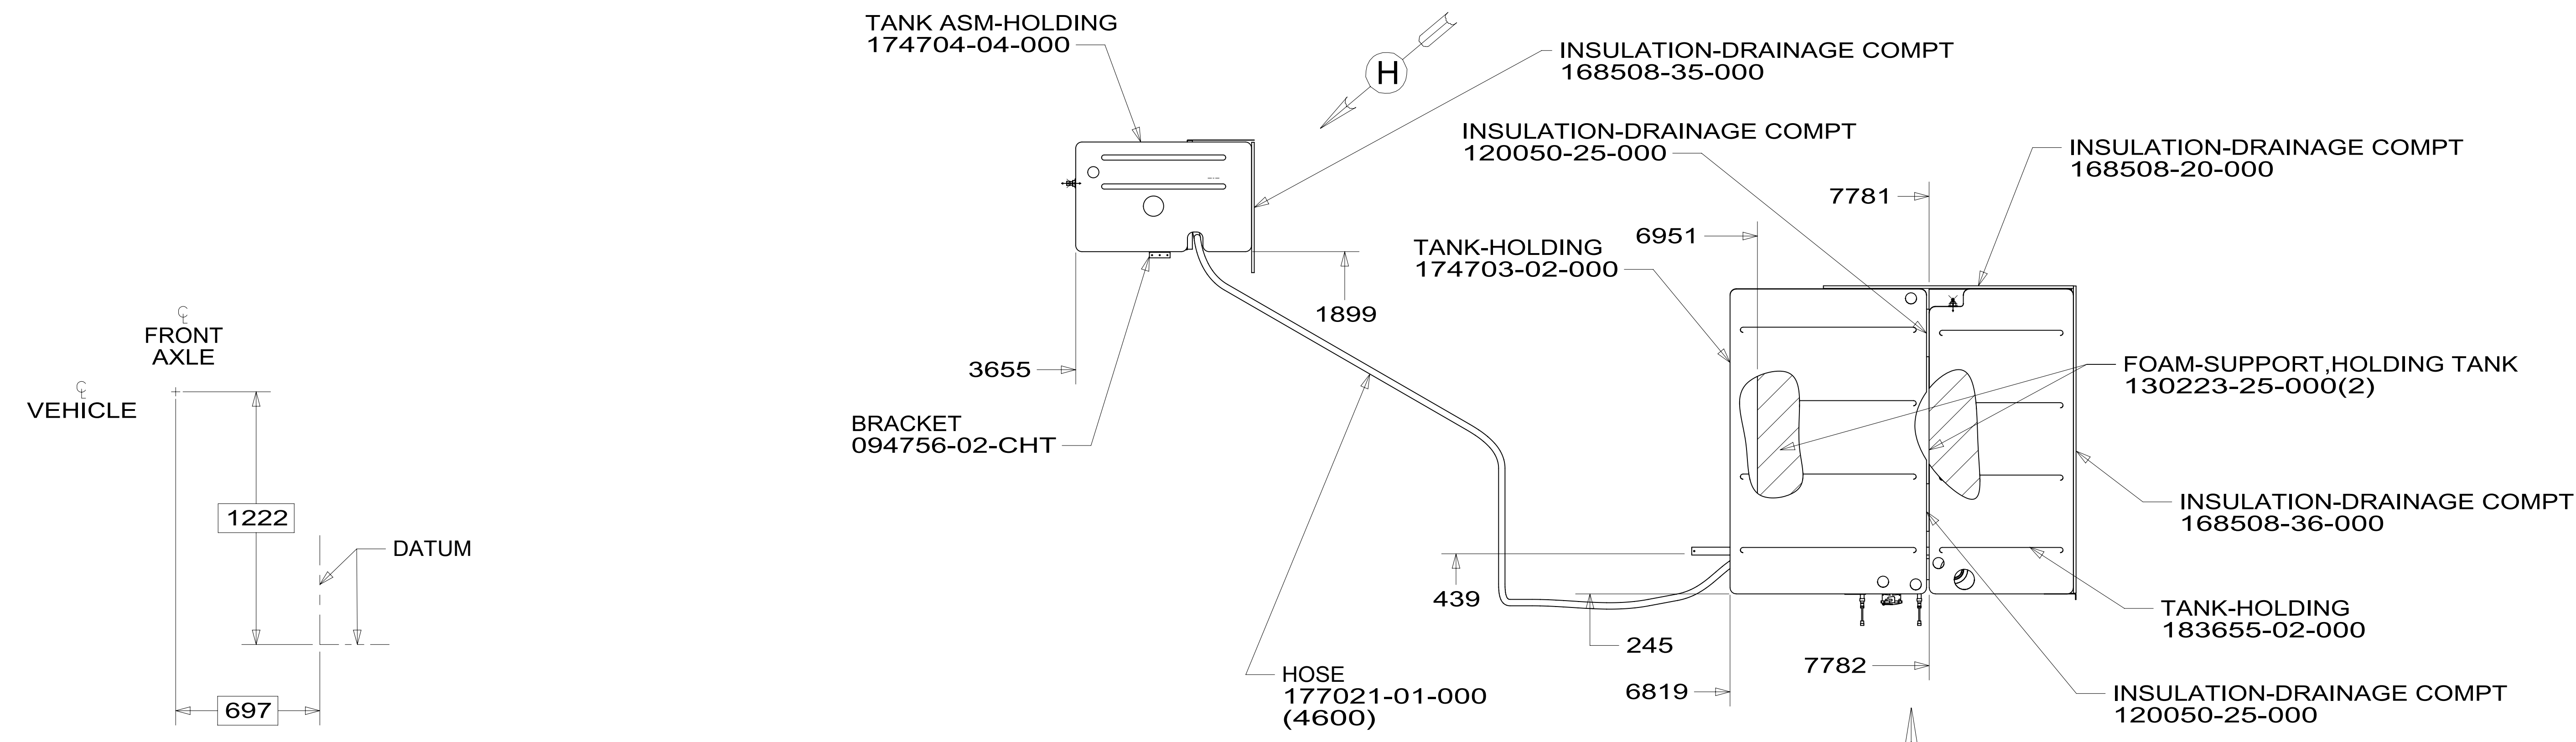 TANK ASM-HOLDING
174704-04-000
H
INSULATION-DRAINAGE COMPT
168508-35-000
INSULATION-DRAINAGE COMPT
120050-25-000
INSULATION-DRAINAGE COMPT
168508-20-000
7781
6951
TANK-HOLDING
174703-02-000
1899
3655
BRACKET
094756-02-CHT
FOAM-SUPPORT,HOLDING TANK
130223-25-000(2)
INSULATION-DRAINAGE COMPT
168508-36-000
CL
FRONT
AXLE
CL
VEHICLE
1222
DATUM
697
439
245
HOSE
177021-01-000
(4600)
6819
7782
TANK-HOLDING
183655-02-000
INSULATION-DRAINAGE COMPT
120050-25-000